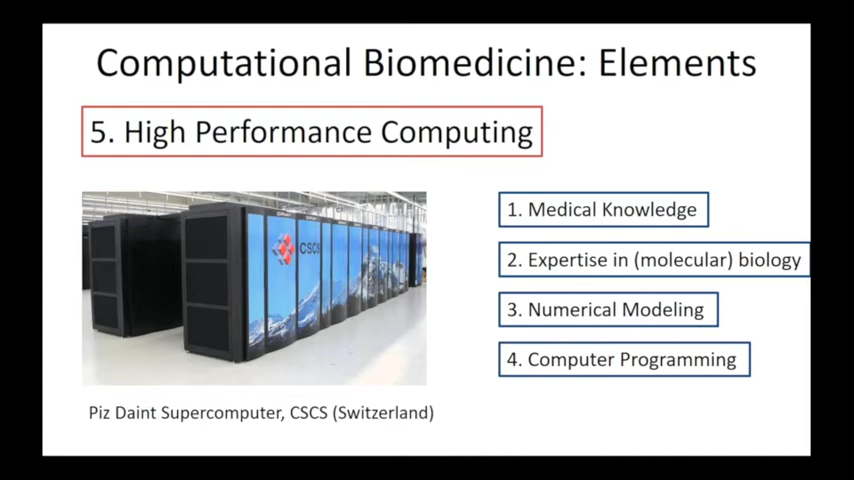 Computational Biomedicine: Elements
5. High Performance Computing
CSCS
1. Medical Knowledge
2. Expertise in (molecular) biology
3. Numerical Modeling
4. Computer Programming
Piz Daint Supercomputer, CSCS (Switzerland)